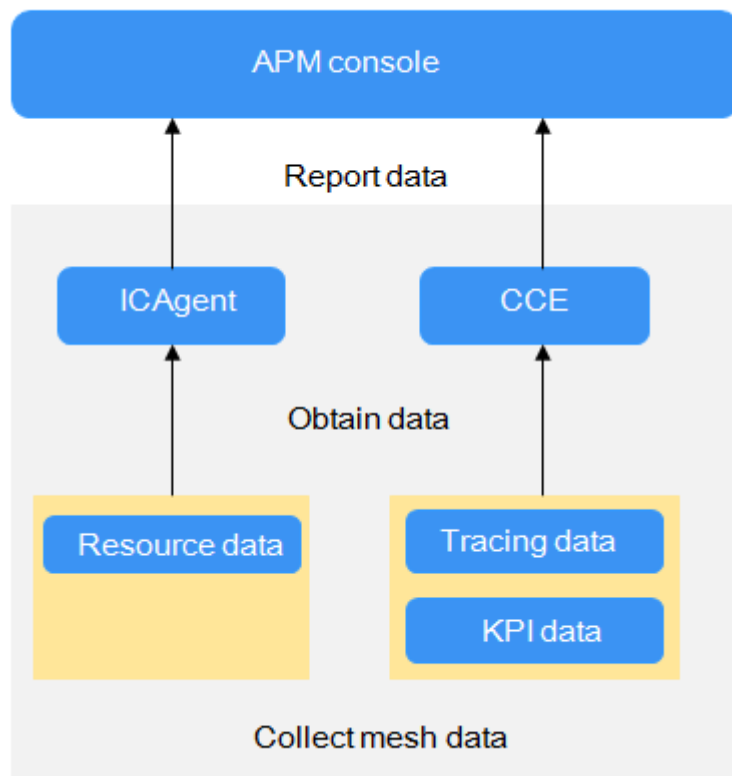 APM console
Report data
ICAgent
CCE
Obtain data
Resource data
Tracing data
KPI data
Collect mesh data